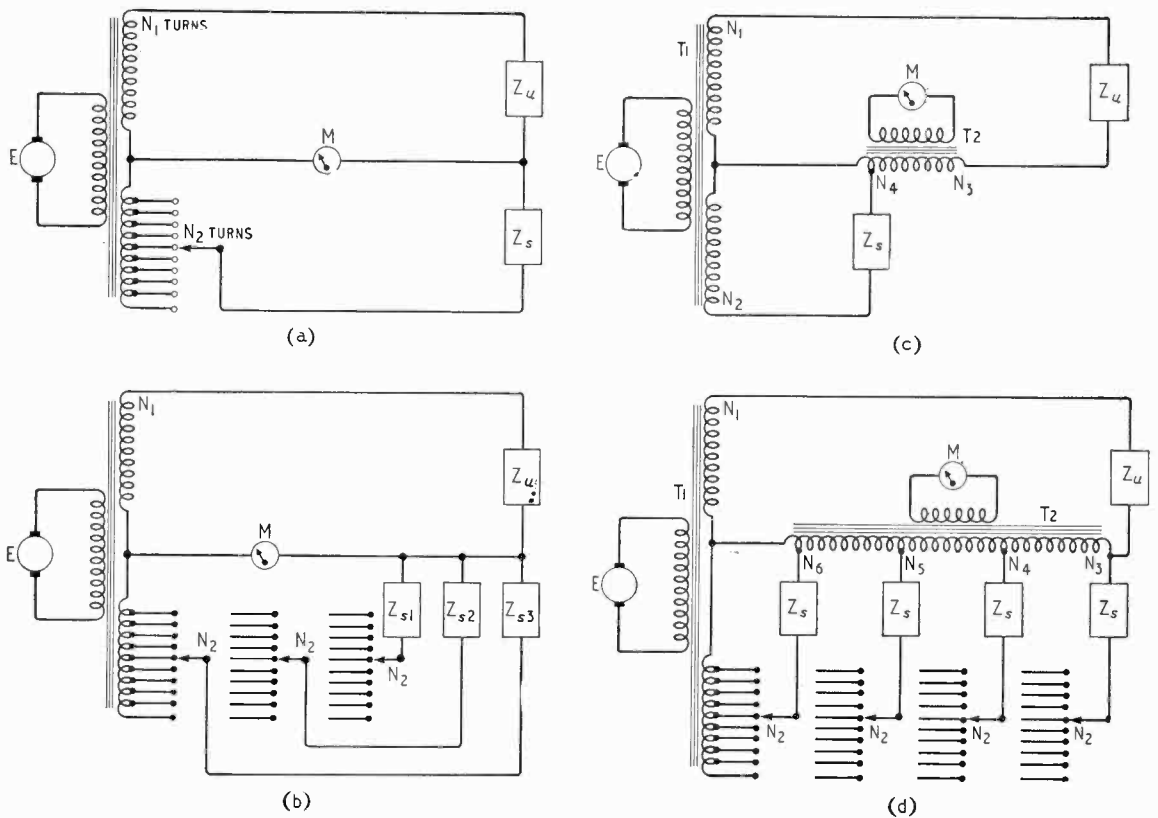 N1 TURNS
E
M
Zu
N2 TURNS
Zs
(a)
N1
T1
M
Zu
E
T2
N4 N3
Zs
N2
(c)
N1
Zu
E
M
Zs1 Zs2 Zs3
N2 N2 N2
(b)
N1
T1
M
Zu
T2
E
N6 N5 N4 N3
Zs Zs Zs Zs
N2 N2 N2 N2
(d)